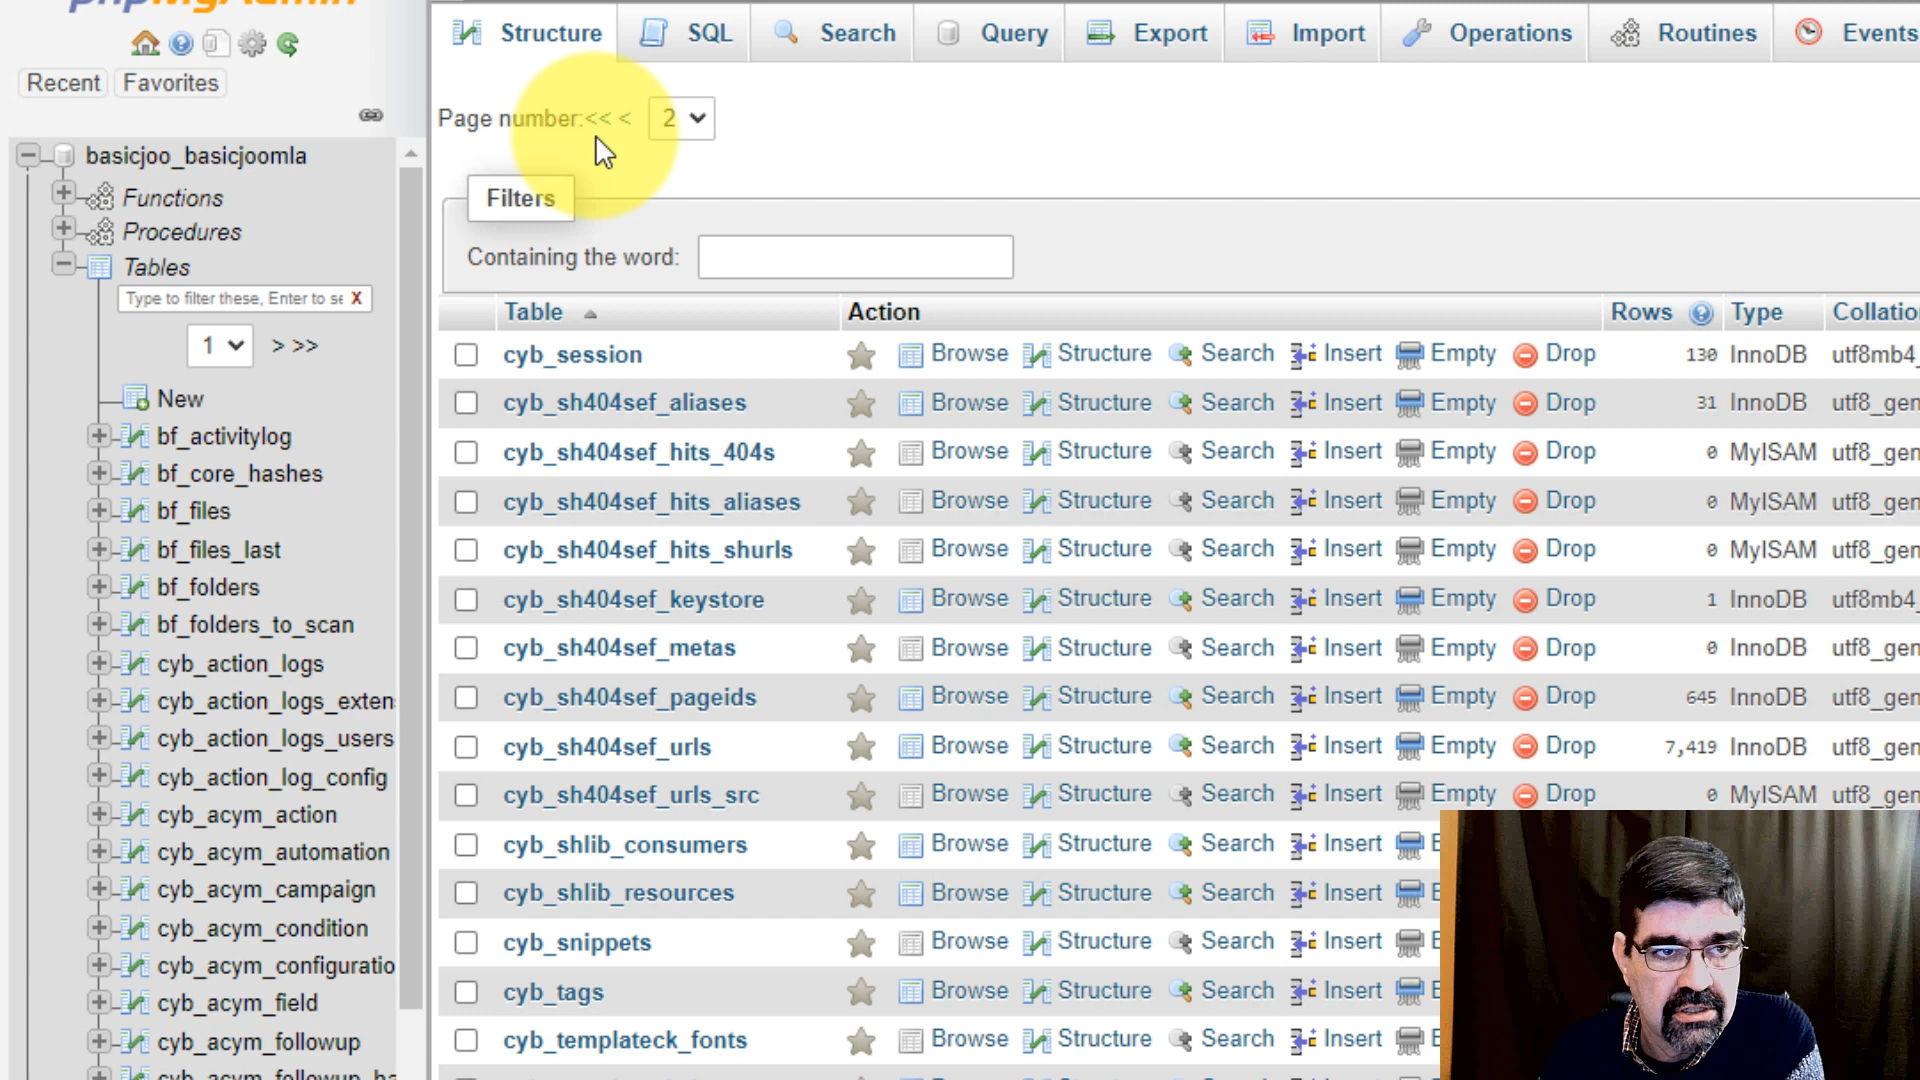 phpMyAdmin
Recent Favorites
basicjoo_basicjoomla
Functions
Procedures
Tables
Type to filter these, Enter to se X
1 > >>
New
bf_activitylog
bf_core_hashes
bf_files
bf_files_last
bf_folders
bf_folders_to_scan
cyb_action_logs
cyb_action_logs_exten
cyb_action_logs_users
cyb_action_log_config
cyb_acym_action
cyb_acym_automation
cyb_acym_campaign
cyb_acym_condition
cyb_acym_configuratio
cyb_acym_field
cyb_acym_followup
cyb_acym_followup_ha
Structure SQL Search Query Export Import Operations Routines Events
Page number: << < 2
Filters
Containing the word:
Table Action Rows Type Collatio
cyb_session Browse Structure Search Insert Empty Drop 130 InnoDB utf8mb4_
cyb_sh404sef_aliases Browse Structure Search Insert Empty Drop 31 InnoDB utf8_gen
cyb_sh404sef_hits_404s Browse Structure Search Insert Empty Drop 0 MyISAM utf8_gen
cyb_sh404sef_hits_aliases Browse Structure Search Insert Empty Drop 0 MyISAM utf8_gen
cyb_sh404sef_hits_shurls Browse Structure Search Insert Empty Drop 0 MyISAM utf8_gen
cyb_sh404sef_keystore Browse Structure Search Insert Empty Drop 1 InnoDB utf8mb4_
cyb_sh404sef_metas Browse Structure Search Insert Empty Drop 0 InnoDB utf8_gen
cyb_sh404sef_pageids Browse Structure Search Insert Empty Drop 645 InnoDB utf8_gen
cyb_sh404sef_urls Browse Structure Search Insert Empty Drop 7,419 InnoDB utf8_gen
cyb_sh404sef_urls_src Browse Structure Search Insert Empty Drop 0 MyISAM utf8_gen
cyb_shlib_consumers Browse Structure Search Insert E
cyb_shlib_resources Browse Structure Search Insert E
cyb_snippets Browse Structure Search Insert E
cyb_tags Browse Structure Search Insert E
cyb_templateck_fonts Browse Structure Search Insert E